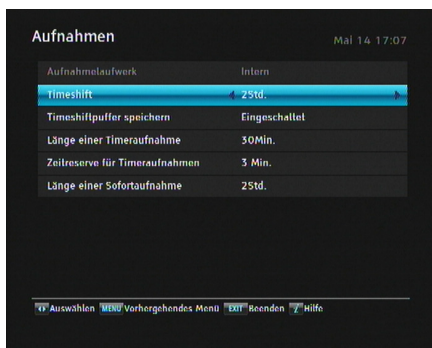 Aufnahmen
Mai 14 17:07
Aufnahmelaufwerk Intern
Timeshift 2Std.
Timeshiftpuffer speichern Eingeschaltet
Länge einer Timeraufnahme 30Min.
Zeitreserve für Timeraufnahmen 3 Min.
Länge einer Sofortaufnahme 2Std.
Auswählen MENU Vorhergehendes Menü EXIT Beenden i Hilfe